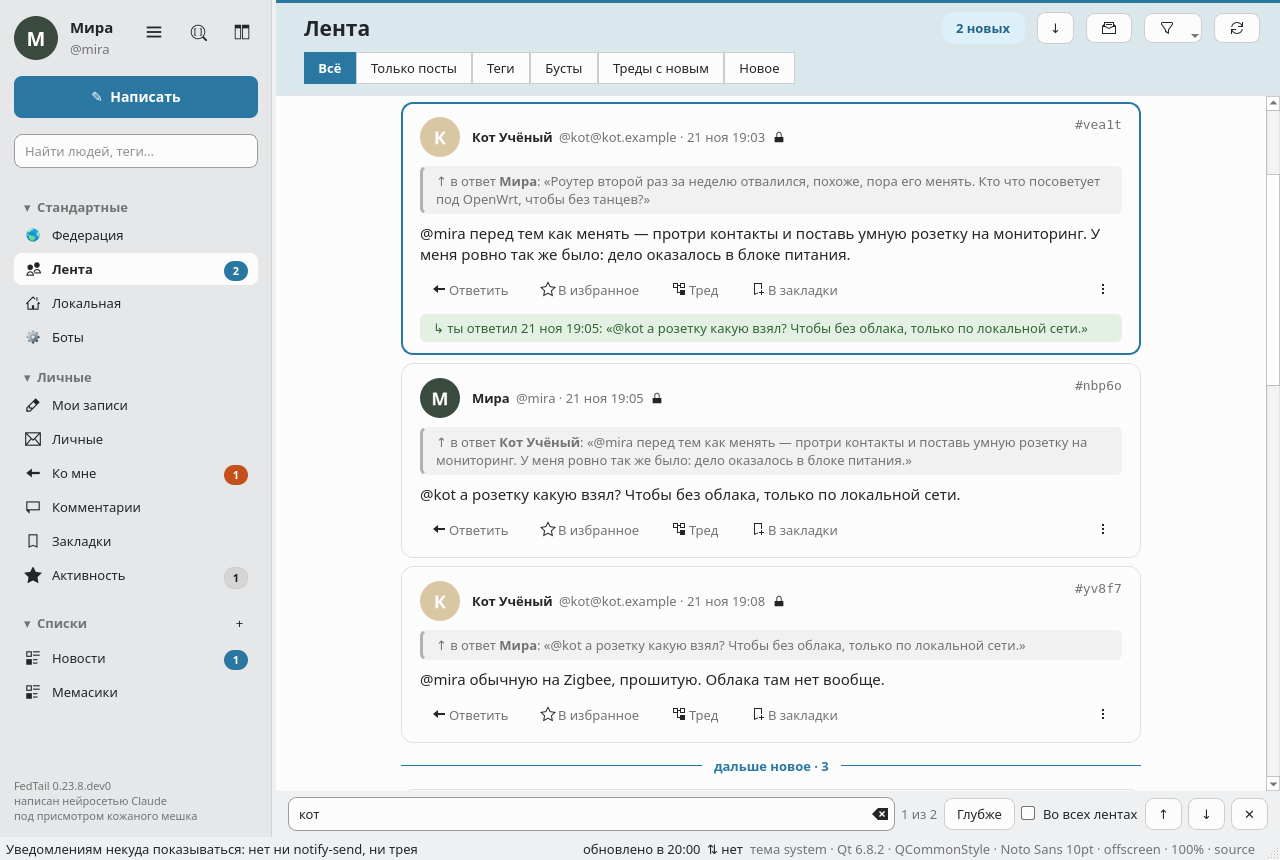 М
Мира
@mira
✎ Написать
Найти людей, теги...
▾ Стандартные
Федерация
Лента 2
Локальная
Боты
▾ Личные
Мои записи
Личные
Ко мне 1
Комментарии
Закладки
Активность 1
▾ Списки +
Новости 1
Мемасики
FedTail 0.23.8.dev0
написан нейросетью Claude
под присмотром кожаного мешка
Лента
2 новых ↓
Всё Только посты Теги Бусты Треды с новым Новое
К
Кот Учёный @kot@kot.example · 21 ноя 19:03
#vea1t
↑ в ответ Мира: «Роутер второй раз за неделю отвалился, похоже, пора его менять. Кто что посоветует
под OpenWrt, чтобы без танцев?»
@mira перед тем как менять — протри контакты и поставь умную розетку на мониторинг. У
меня ровно так же было: дело оказалось в блоке питания.
Ответить В избранное Тред В закладки
↳ ты ответил 21 ноя 19:05: «@kot а розетку какую взял? Чтобы без облака, только по локальной сети.»
М
Мира @mira · 21 ноя 19:05
#nbp6o
↑ в ответ Кот Учёный: «@mira перед тем как менять — протри контакты и поставь умную розетку на
мониторинг. У меня ровно так же было: дело оказалось в блоке питания.»
@kot а розетку какую взял? Чтобы без облака, только по локальной сети.
Ответить В избранное Тред В закладки
К
Кот Учёный @kot@kot.example · 21 ноя 19:08
#yv8f7
↑ в ответ Мира: «@kot а розетку какую взял? Чтобы без облака, только по локальной сети.»
@mira обычную на Zigbee, прошитую. Облака там нет вообще.
Ответить В избранное Тред В закладки
дальше новое · 3
кот
1 из 2 Глубже Во всех лентах ↑ ↓ ✕
Уведомлениям некуда показываться: нет ни notify-send, ни трея
обновлено в 20:00 ⇅ нет тема system · Qt 6.8.2 · QCommonStyle · Noto Sans 10pt · offscreen · 100% · source